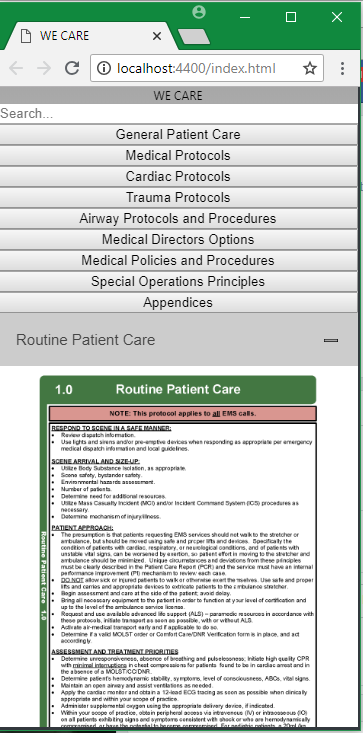 WE CARE
localhost:4400/index.html
WE CARE
Search...
General Patient Care
Medical Protocols
Cardiac Protocols
Trauma Protocols
Airway Protocols and Procedures
Medical Directors Options
Medical Policies and Procedures
Special Operations Principles
Appendices
Routine Patient Care
1.0 Routine Patient Care
NOTE: This protocol applies to all EMS calls.
RESPOND TO SCENE IN A SAFE MANNER:
Review dispatch information.
Use lights and sirens and/or pre-emptive devices when responding as appropriate per emergency
medical dispatch information and local guidelines.
SCENE ARRIVAL AND SIZE-UP:
Utilize Body Substance Isolation, as appropriate.
Scene safety, bystander safety.
Environmental hazards assessment.
Number of patients.
Determine need for additional resources.
Utilize Mass Casualty Incident (MCI) and/or Incident Command System (ICS) procedures as
necessary.
Determine mechanism of injury/illness.
PATIENT APPROACH:
The presumption is that patients requesting EMS services should not walk to the stretcher or
ambulance, but should be moved using safe and proper lifts and devices. Specifically the
condition of patients with cardiac, respiratory, or neurological conditions, and of patients with
unstable vital signs, can be worsened by exertion, so patient effort in moving to the stretcher and
ambulance should be minimized. Unique circumstances and deviations from these principles
must be clearly described in the Patient Care Report (PCR) and the service must have an internal
performance improvement (PI) mechanism to review each case.
DO NOT allow sick or injured patients to walk or otherwise exert themselves. Use safe and proper
lifts and carries and appropriate devices to extricate patients to the ambulance stretcher.
Begin assessment and care at the side of the patient; avoid delay.
Bring all necessary equipment to the patient in order to function at your level of certification and
up to the level of the ambulance service license.
Request and use available advanced life support (ALS) – paramedic resources in accordance with
these protocols, initiate transport as soon as possible, with or without ALS.
Activate air-medical transport early and if applicable to do so.
Determine if a valid MOLST order or Comfort Care/DNR Verification form is in place, and act
accordingly.
Routine Patient Care 1.0
ASSESSMENT AND TREATMENT PRIORITIES
Determine unresponsiveness, absence of breathing and pulselessness; Initiate high quality CPR
with minimal interruptions in chest compressions for patients found to be in cardiac arrest and in
the absence of a MOLST/CC/DNR.
Determine patient's hemodynamic stability, symptoms, level of consciousness, ABCs, vital signs.
Maintain an open airway and assist ventilations as needed.
Apply the cardiac monitor and obtain a 12-lead ECG tracing as soon as possible when clinically
appropriate and within your scope of practice.
Administer supplemental oxygen using the appropriate delivery device, if indicated.
Within your scope of practice, obtain peripheral access via intravenous (IV) or intraosseous (IO)
on all patients exhibiting signs and symptoms consistent with shock or who are hemodynamically